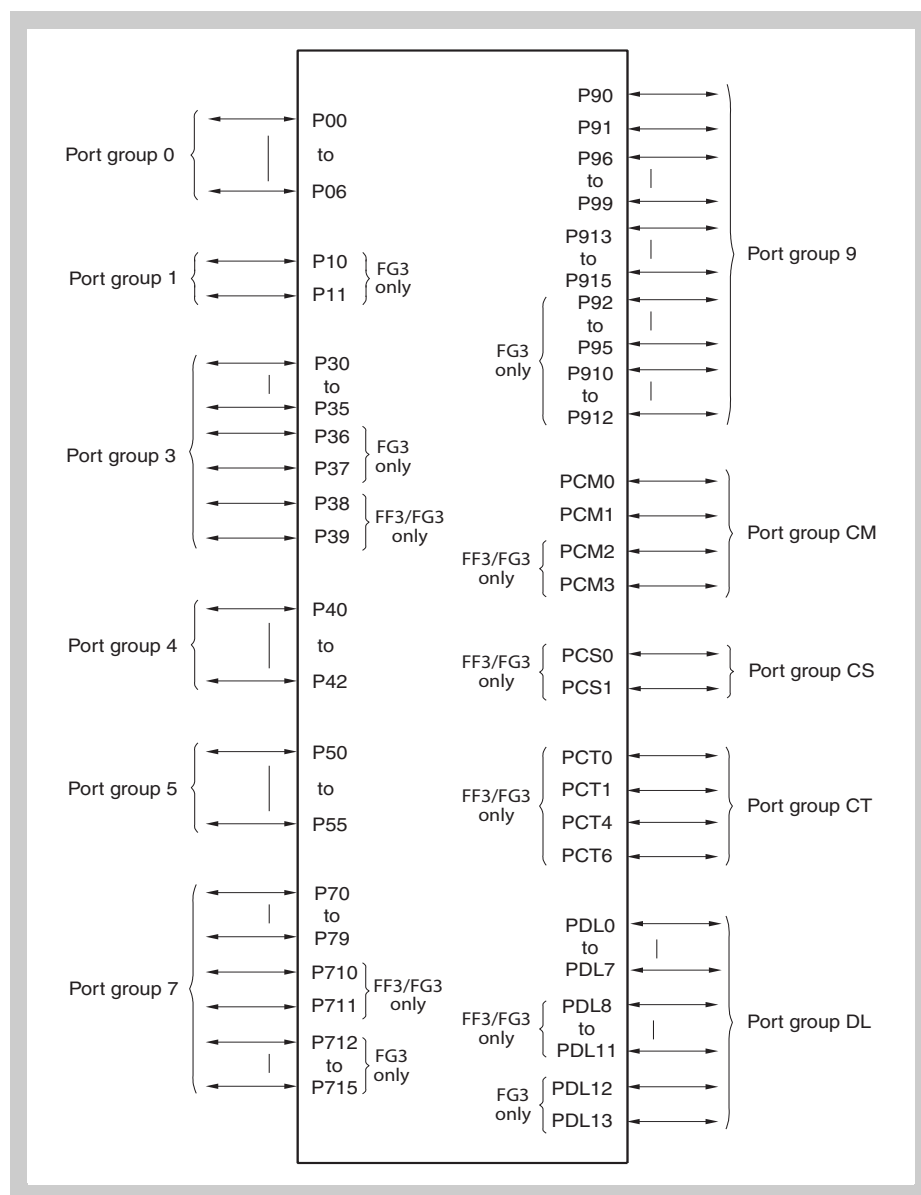 Port group 0
P00
to
P06
Port group 1
P10
P11
FG3
only
Port group 3
P30
to
P35
P36
P37
FG3
only
P38
P39
FF3/FG3
only
Port group 4
P40
to
P42
Port group 5
P50
to
P55
Port group 7
P70
to
P79
P710
P711
FF3/FG3
only
P712
to
P715
FG3
only
P90
P91
P96
to
P99
P913
to
P915
P92
to
P95
P910
to
P912
FG3
only
Port group 9
PCM0
PCM1
PCM2
PCM3
FF3/FG3
only
Port group CM
PCS0
PCS1
FF3/FG3
only
Port group CS
PCT0
PCT1
PCT4
PCT6
FF3/FG3
only
Port group CT
PDL0
to
PDL7
PDL8
to
PDL11
FF3/FG3
only
PDL12
PDL13
FG3
only
Port group DL